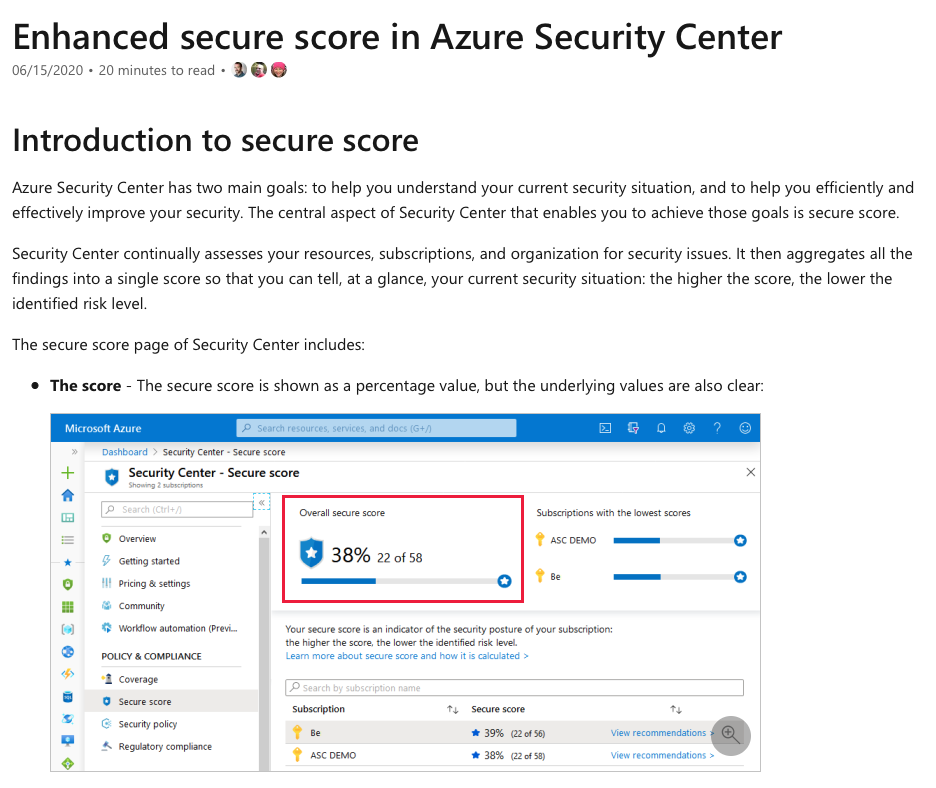 Enhanced secure score in Azure Security Center
06/15/2020 • 20 minutes to read •
Introduction to secure score
Azure Security Center has two main goals: to help you understand your current security situation, and to help you efficiently and
effectively improve your security. The central aspect of Security Center that enables you to achieve those goals is secure score.
Security Center continually assesses your resources, subscriptions, and organization for security issues. It then aggregates all the
findings into a single score so that you can tell, at a glance, your current security situation: the higher the score, the lower the
identified risk level.
The secure score page of Security Center includes:
• The score - The secure score is shown as a percentage value, but the underlying values are also clear:
Microsoft Azure
Search resources, services, and docs (G+/)
Dashboard > Security Center - Secure score
Security Center - Secure score
Showing 2 subscriptions
Search (Ctrl+/)
Overview
Getting started
Pricing & settings
Community
Workflow automation (Previ...
POLICY & COMPLIANCE
Coverage
Secure score
Security policy
Regulatory compliance
Overall secure score
38% 22 of 58
Subscriptions with the lowest scores
ASC DEMO
Be
Your secure score is an indicator of the security posture of your subscription:
the higher the score, the lower the identified risk level.
Learn more about secure score and how it is calculated >
Search by subscription name
Subscription Secure score
Be 39% (22 of 56) View recommendations >
ASC DEMO 38% (22 of 58) View recommendations >